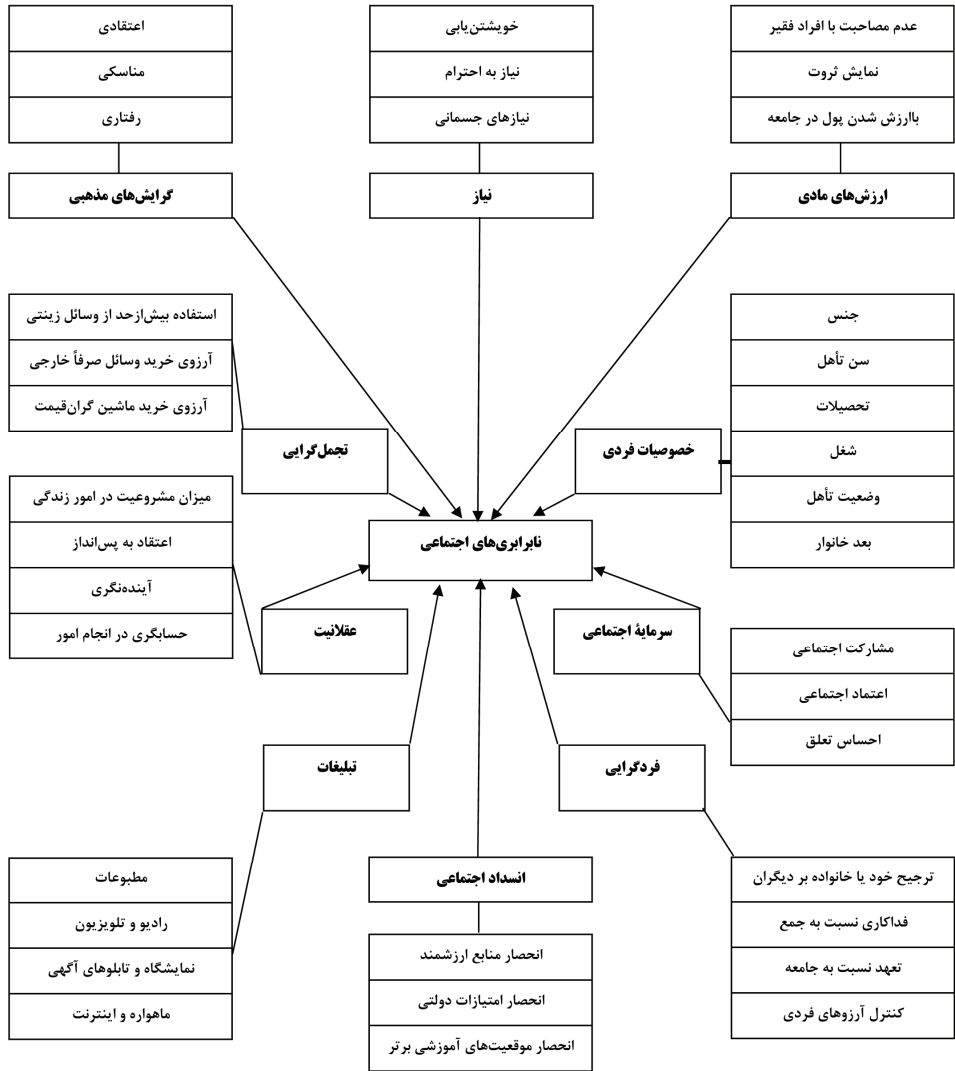 عدم مصاحبت با افراد فقیر
نمایش ثروت
باارزش شدن پول در جامعه
ارزش‌های مادی
خویشتن‌یابی
نیاز به احترام
نیازهای جسمانی
نیاز
اعتقادی
مناسکی
رفتاری
گرایش‌های مذهبی
جنس
سن تأهل
تحصیلات
شغل
وضعیت تأهل
بعد خانوار
خصوصیات فردی
استفاده بیش‌ازحد از وسائل زینتی
آرزوی خرید وسائل صرفاً خارجی
آرزوی خرید ماشین گران‌قیمت
تجمل‌گرایی
نابرابری‌های اجتماعی
میزان مشروعیت در امور زندگی
اعتقاد به پس‌انداز
آینده‌نگری
حسابگری در انجام امور
عقلانیت
سرمایهٔ اجتماعی
مشارکت اجتماعی
اعتماد اجتماعی
احساس تعلق
فردگرایی
تبلیغات
ترجیح خود یا خانواده بر دیگران
فداکاری نسبت به جمع
تعهد نسبت به جامعه
کنترل آرزوهای فردی
انسداد اجتماعی
انحصار منابع ارزشمند
انحصار امتیازات دولتی
انحصار موقعیت‌های آموزشی برتر
مطبوعات
رادیو و تلویزیون
نمایشگاه و تابلوهای آگهی
ماهواره و اینترنت